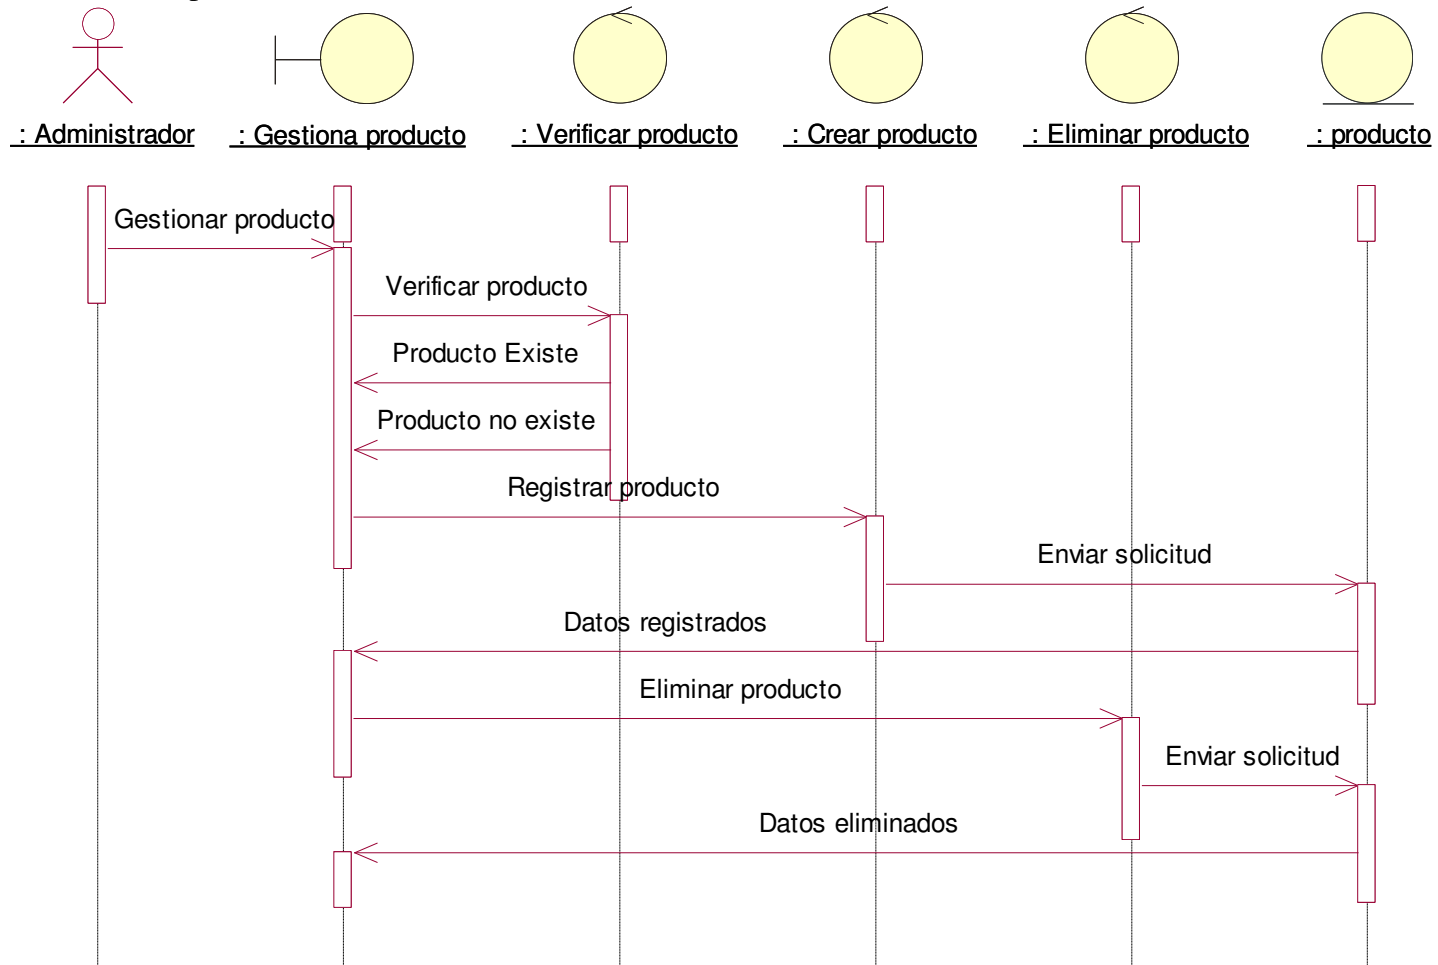 : Administrador
: Gestiona producto
: Verificar producto
: Crear producto
: Eliminar producto
: producto
Gestionar producto
Verificar producto
Producto Existe
Producto no existe
Registrar producto
Enviar solicitud
Datos registrados
Eliminar producto
Enviar solicitud
Datos eliminados